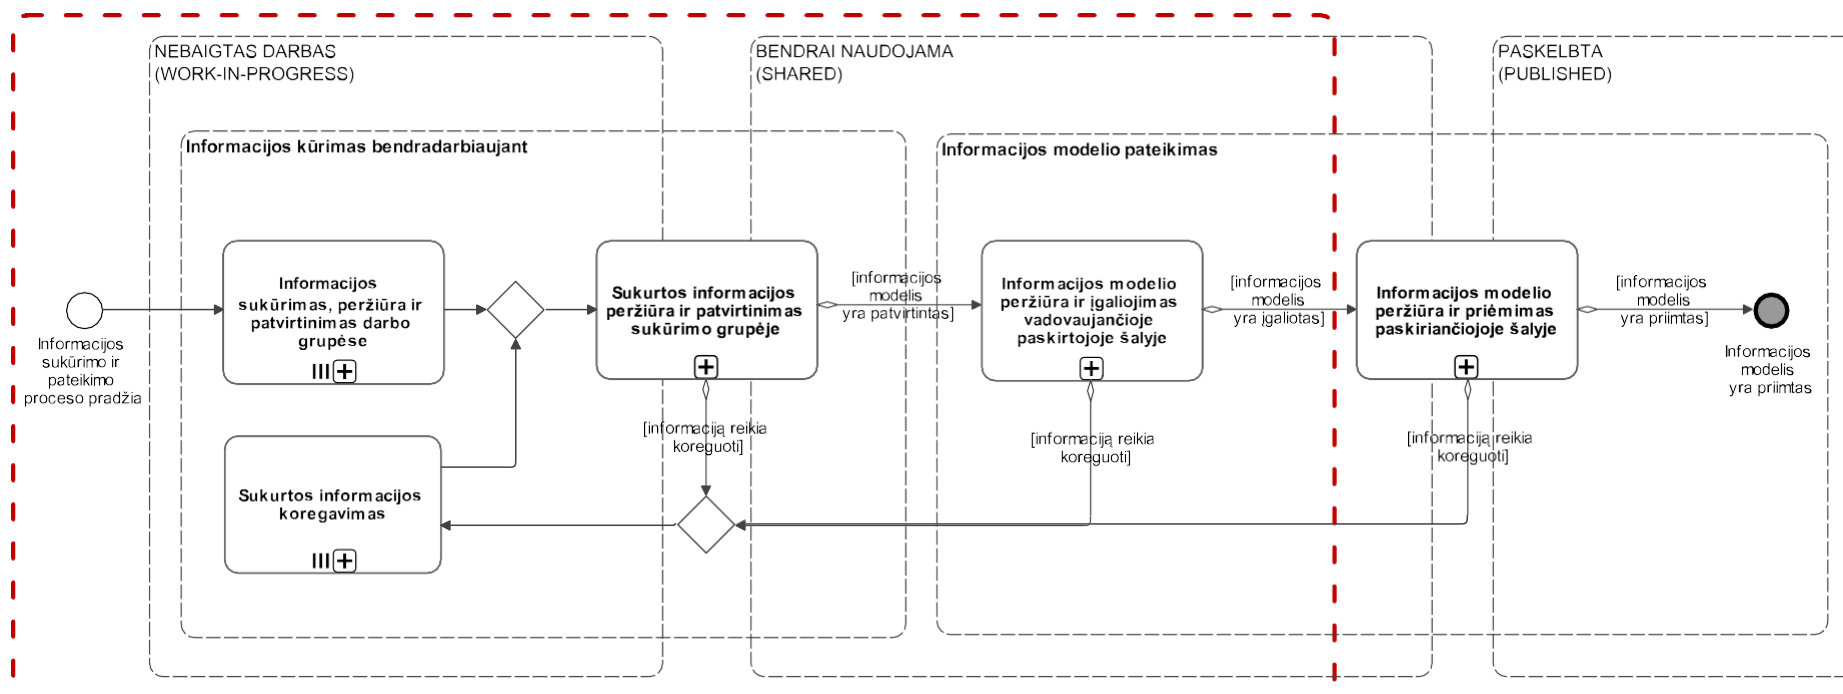 NEBAIGTAS DARBAS
(WORK-IN-PROGRESS)
BENDRAI NAUDOJAMA
(SHARED)
PASKELBTA
(PUBLISHED)
Informacijos kūrimas bendradarbiaujant
Informacijos modelio pateikimas
Informacijos
sukūrimo ir
pateikimo
proceso pradžia
Informacijos
sukūrimas, peržiūra ir
patvirtinimas darbo
grupėse
Sukurtos informacijos
peržiūra ir patvirtinimas
sukūrimo grupėje
[informacijos
modelis
yra patvirtintas]
Informacijos modelio
peržiūra ir įgaliojimas
vadovaujančioje
paskirtojoje šalyje
[informacijos
modelis
yra įgaliotas]
Informacijos modelio
peržiūra ir priėmimas
paskiriančiojoje šalyje
[informacijos
modelis
yra priimtas]
Informacijos
modelis
yra priimtas
[informaciją reikia
koreguoti]
[informaciją reikia
koreguoti]
[informaciją reikia
koreguoti]
Sukurtos informacijos
koregavimas